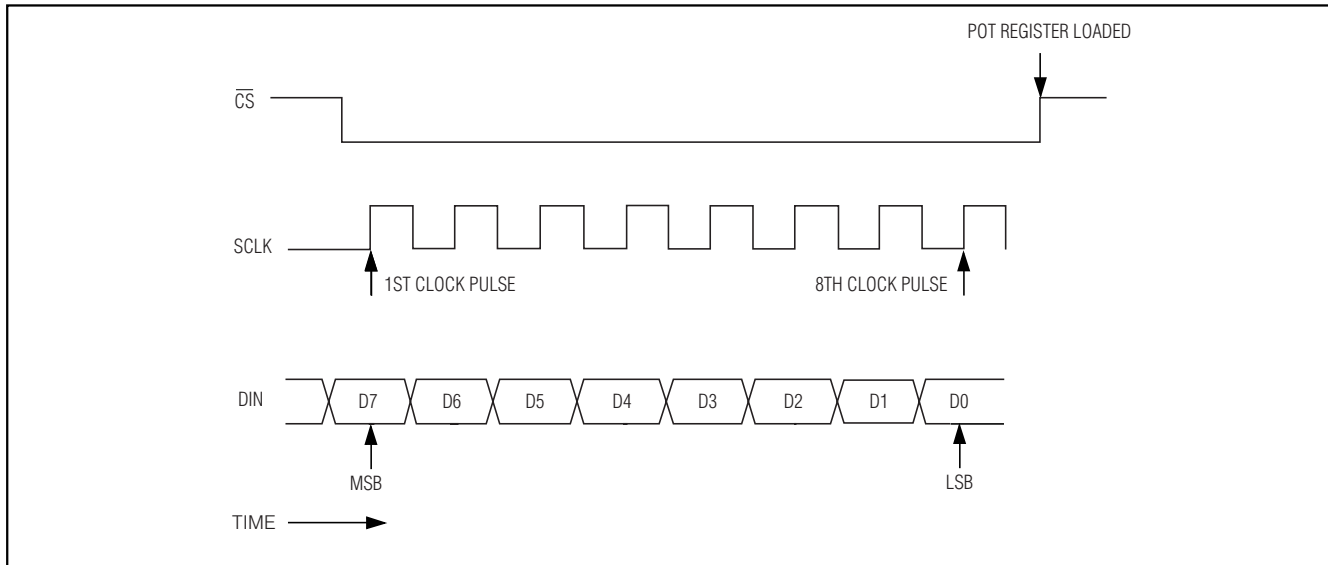 POT REGISTER LOADED
C̅S̅
SCLK
1ST CLOCK PULSE
8TH CLOCK PULSE
DIN
D7
D6
D5
D4
D3
D2
D1
D0
MSB
LSB
TIME